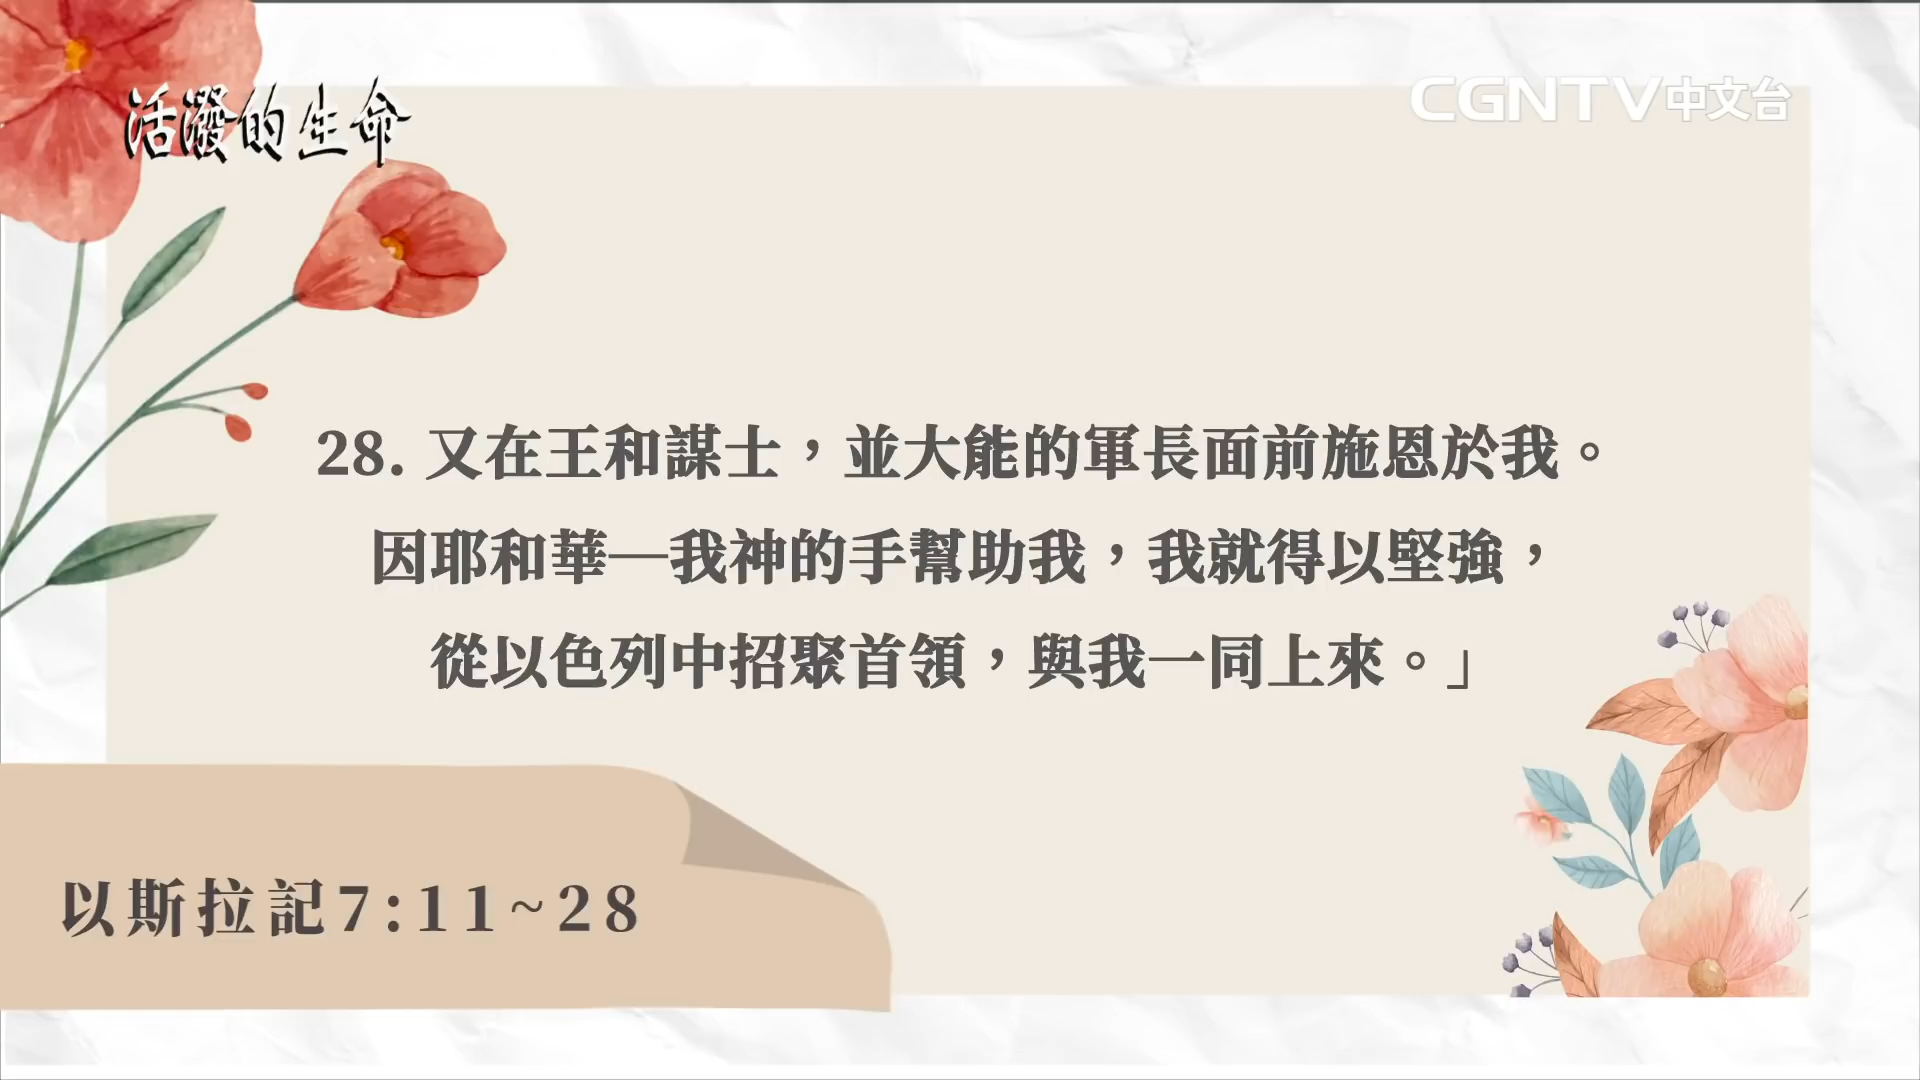 活潑的生命
CGNTV中文台
28. 又在王和謀士，並大能的軍長面前施恩於我。
因耶和華—我神的手幫助我，我就得以堅強，
從以色列中招聚首領，與我一同上來。」
以斯拉記7:11~28